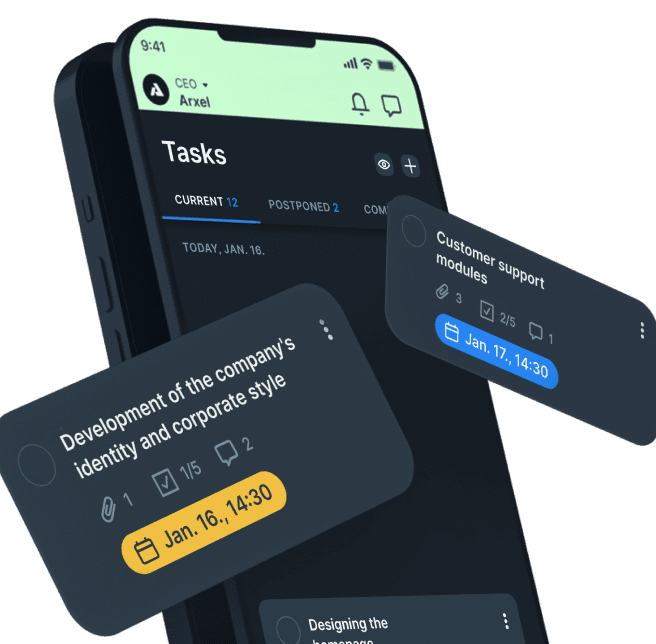 9:41
CEO
Arxel
Tasks
CURRENT 12
POSTPONED 2
TODAY, JAN. 16.
Customer support
modules
3
2/5
1
Jan. 17., 14:30
Development of the company's
identity and corporate style
1
1/5
2
Jan. 16., 14:30
Designing the